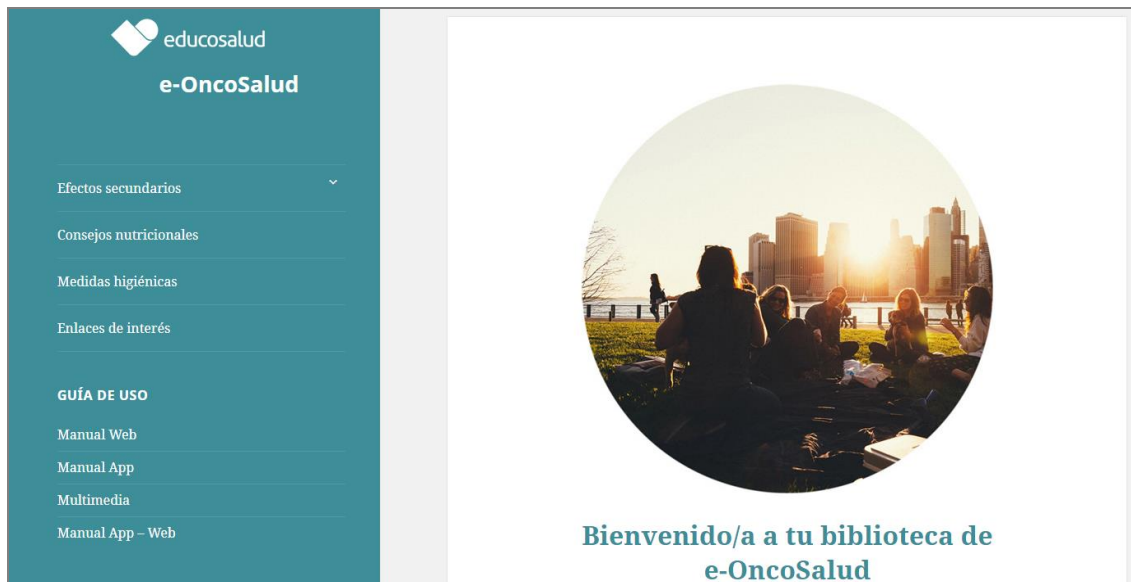 educosalud
e-OncoSalud
Efectos secundarios
Consejos nutricionales
Medidas higiénicas
Enlaces de interés
GUÍA DE USO
Manual Web
Manual App
Multimedia
Manual App – Web
Bienvenido/a a tu biblioteca de
e-OncoSalud